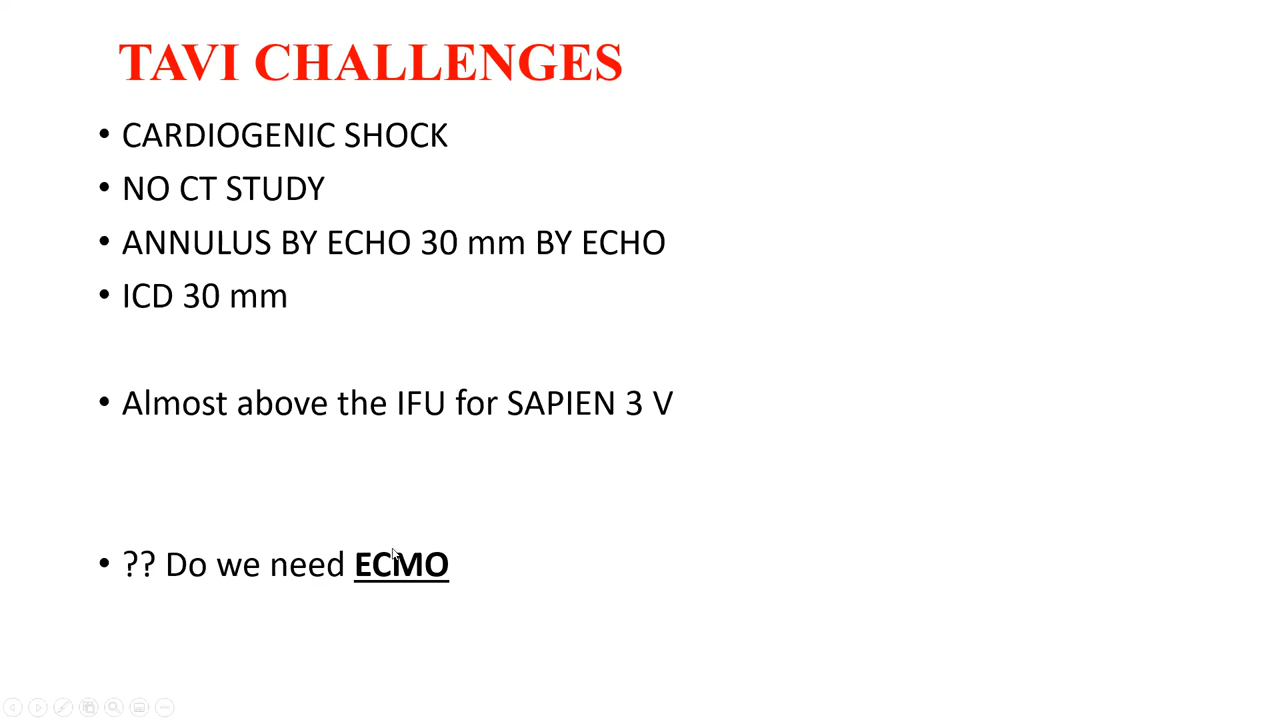 TAVI CHALLENGES
• CARDIOGENIC SHOCK
• NO CT STUDY
• ANNULUS BY ECHO 30 mm BY ECHO
• ICD 30 mm
• Almost above the IFU for SAPIEN 3 V
• ?? Do we need ECMO